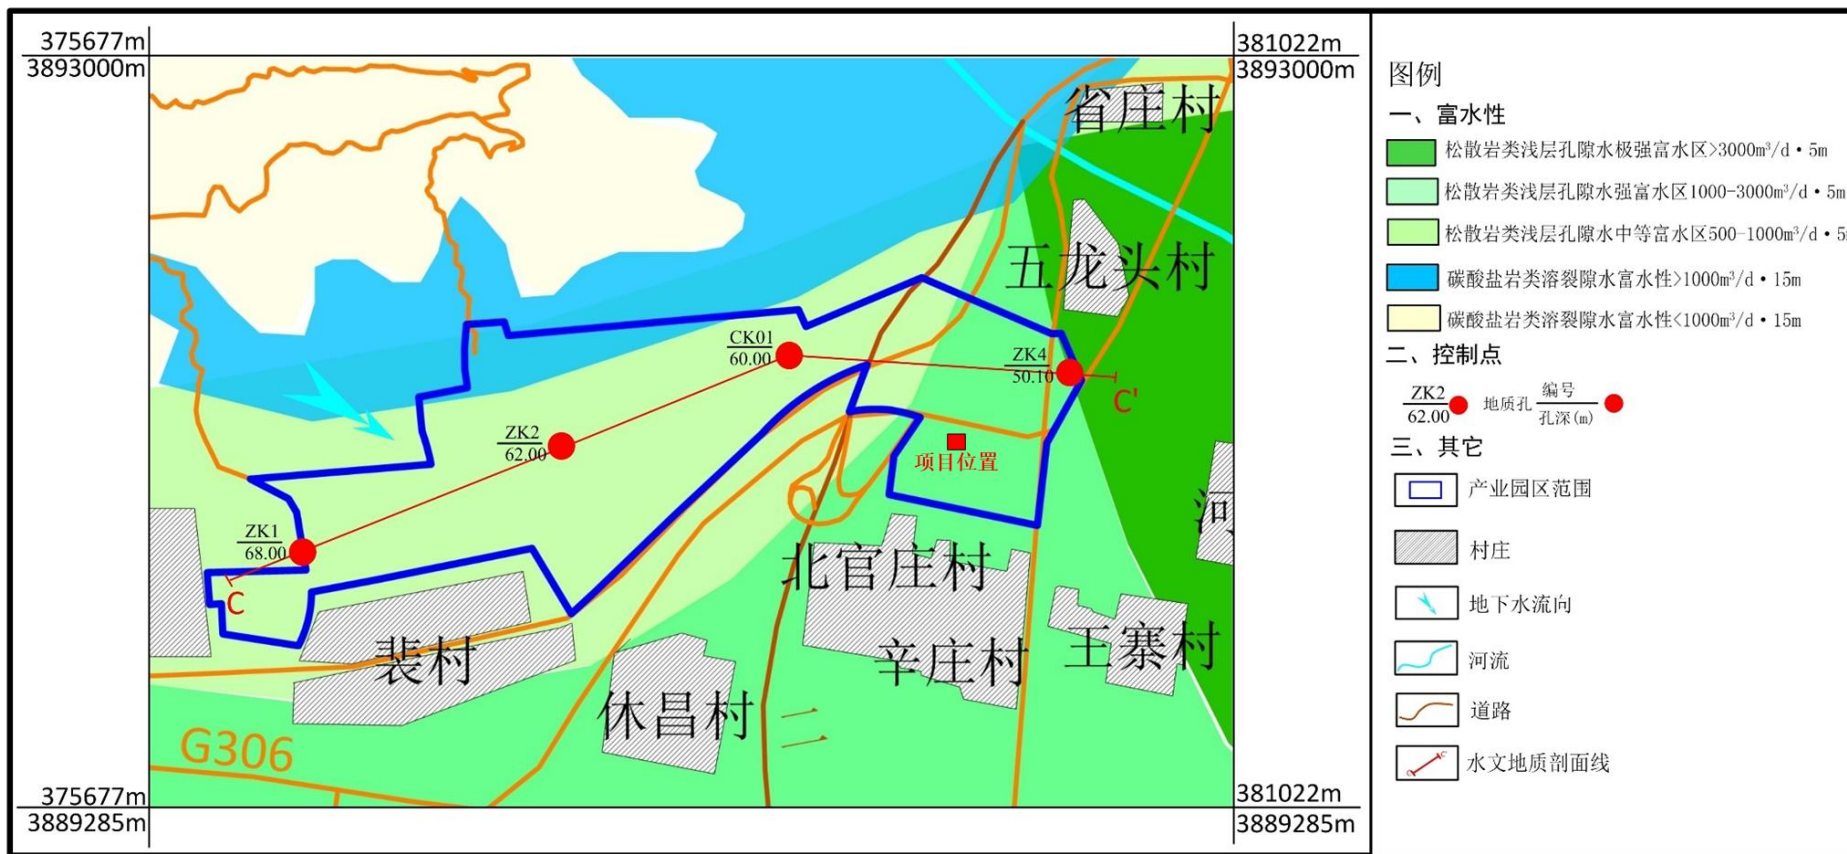 375677m
3893000m
381022m
3893000m
省庄村
五龙头村
CK01
60.00
ZK4
50.10
C'
ZK2
62.00
项目位置
河
ZK1
68.00
C
北官庄村
裴村
辛庄村
王寨村
休昌村
G306
375677m
3889285m
381022m
3889285m
图例
一、富水性
松散岩类浅层孔隙水极强富水区>3000m³/d·5m
松散岩类浅层孔隙水强富水区1000-3000m³/d·5m
松散岩类浅层孔隙水中等富水区500-1000m³/d·5
碳酸盐岩类溶裂隙水富水性>1000m³/d·15m
碳酸盐岩类溶裂隙水富水性<1000m³/d·15m
二、控制点
ZK2
62.00
地质孔
编号
孔深(m)
三、其它
产业园区范围
村庄
地下水流向
河流
道路
水文地质剖面线